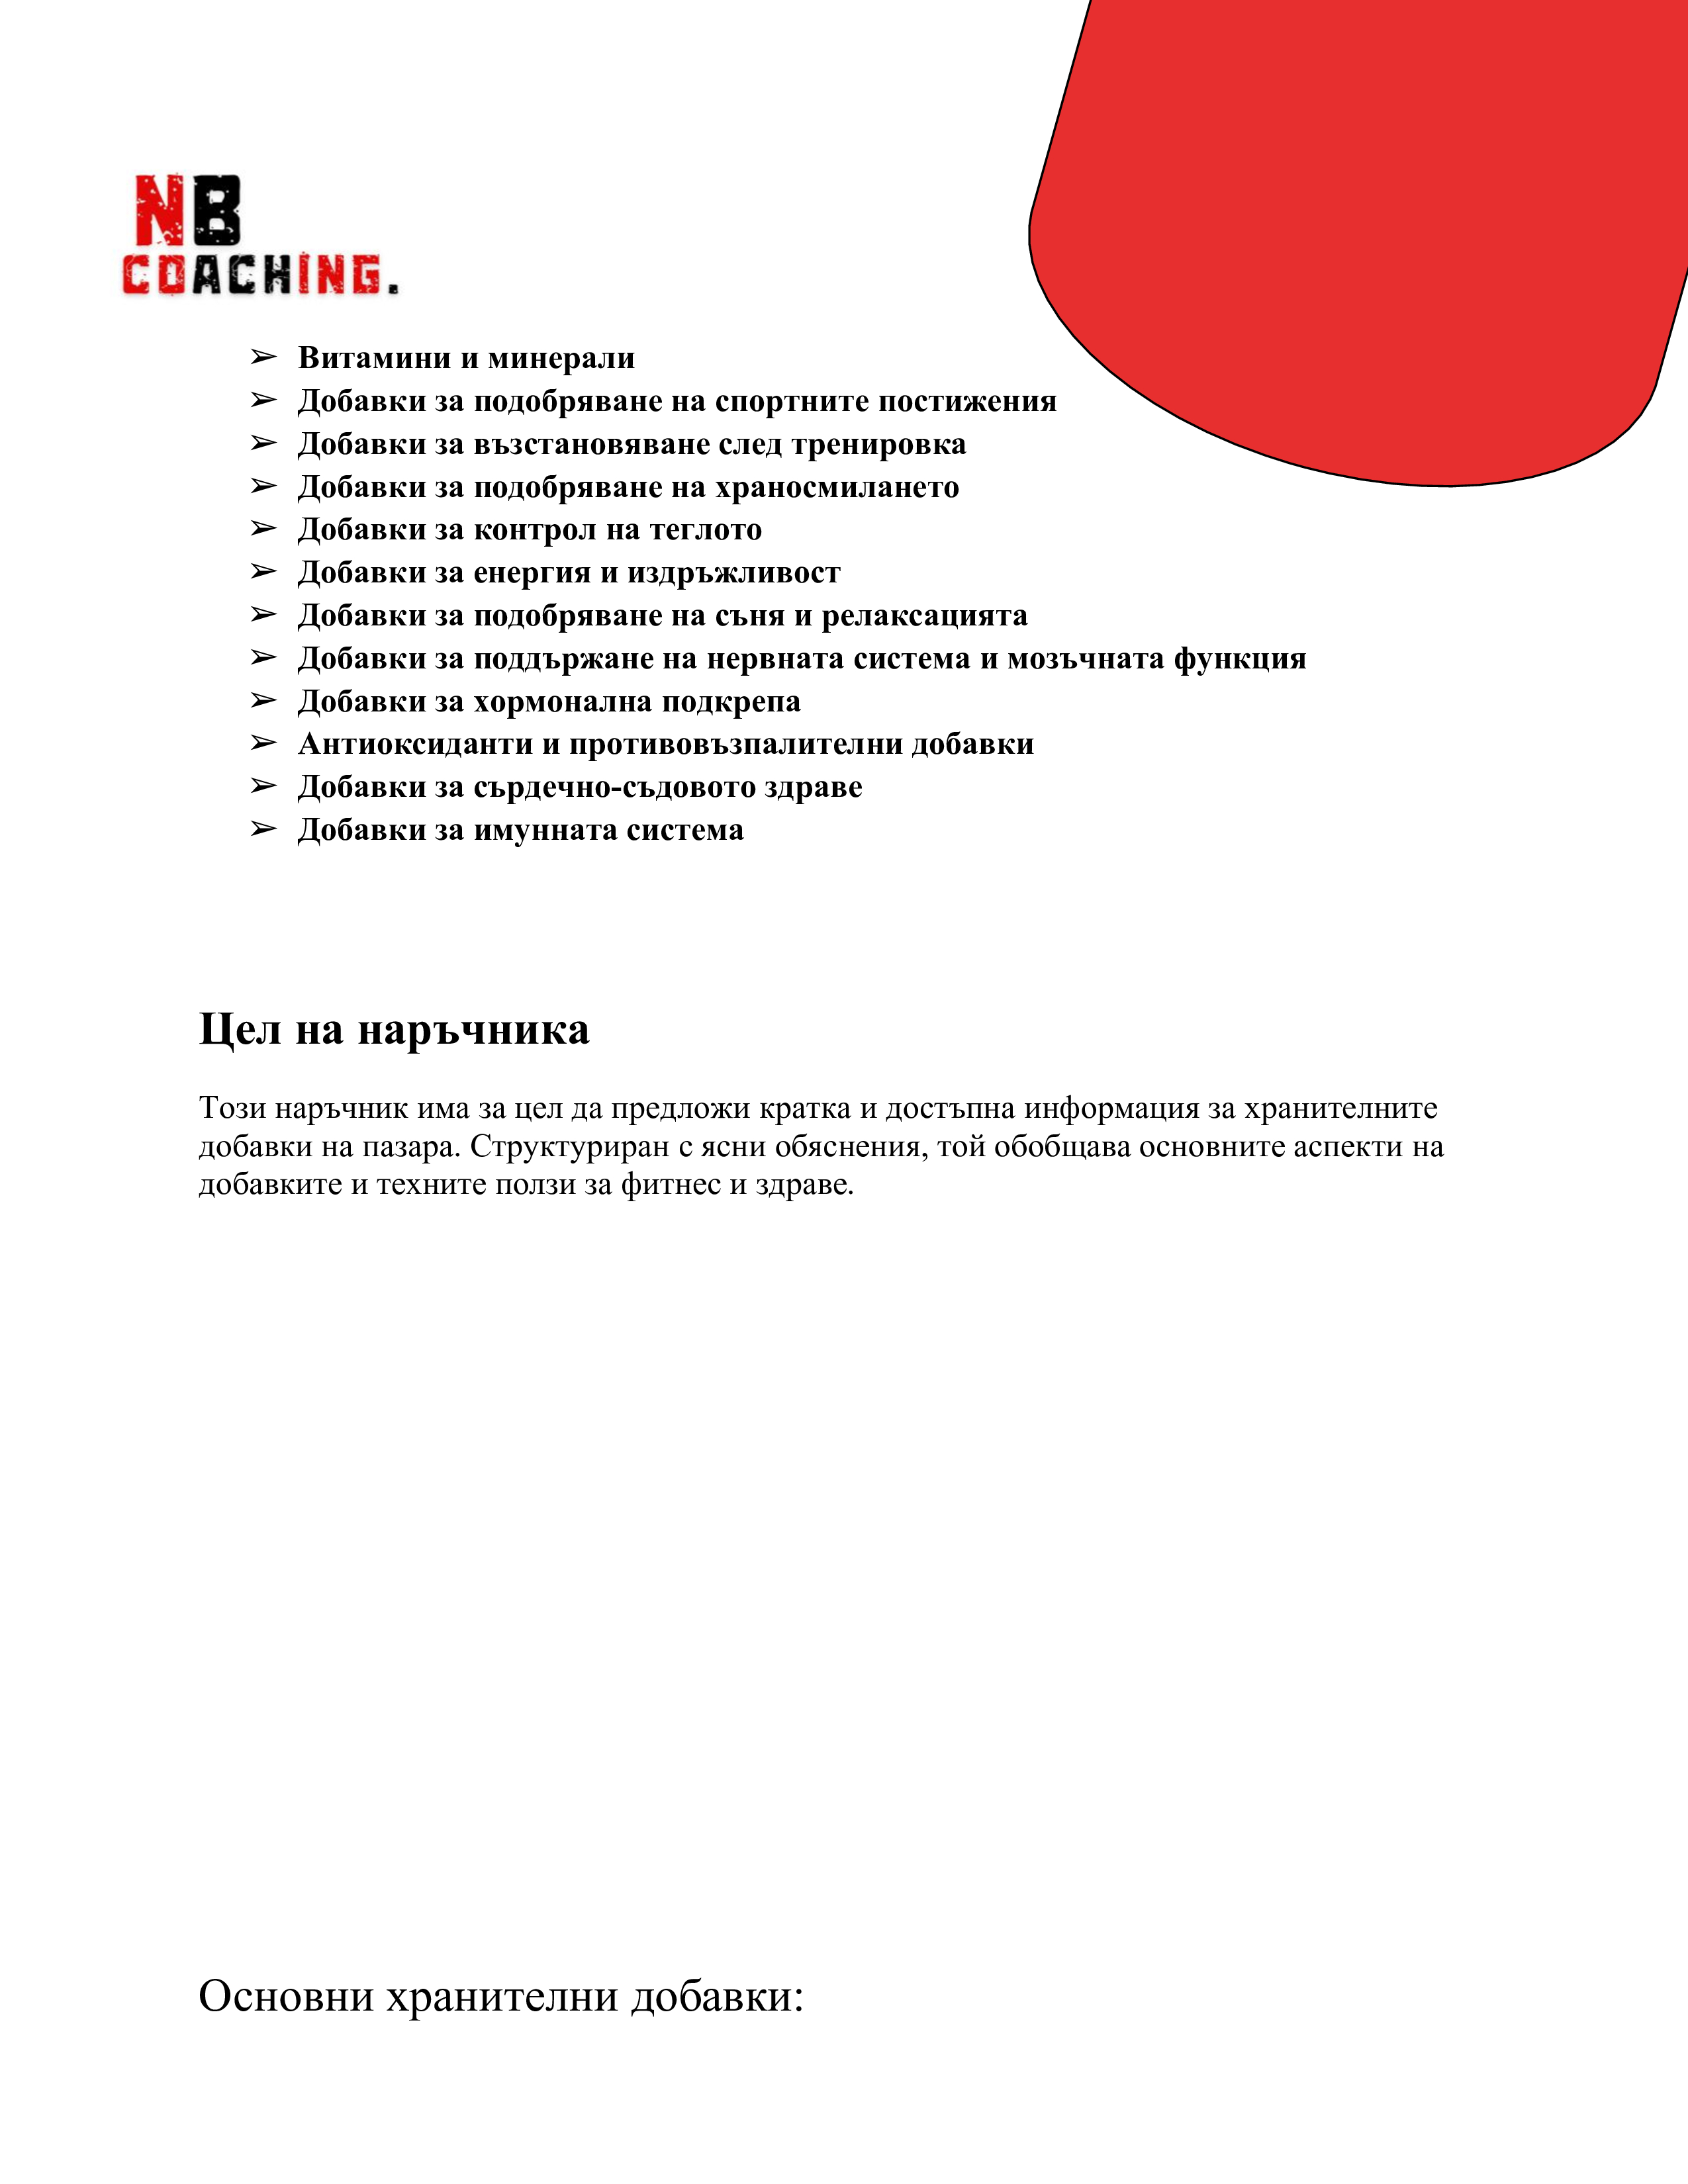 NB
COACHING.
➢ Витамини и минерали
➢ Добавки за подобряване на спортните постижения
➢ Добавки за възстановяване след тренировка
➢ Добавки за подобряване на храносмилането
➢ Добавки за контрол на теглото
➢ Добавки за енергия и издръжливост
➢ Добавки за подобряване на съня и релаксацията
➢ Добавки за поддържане на нервната система и мозъчната функция
➢ Добавки за хормонална подкрепа
➢ Антиоксиданти и противовъзпалителни добавки
➢ Добавки за сърдечно-съдовото здраве
➢ Добавки за имунната система
Цел на наръчника
Този наръчник има за цел да предложи кратка и достъпна информация за хранителните
добавки на пазара. Структуриран с ясни обяснения, той обобщава основните аспекти на
добавките и техните ползи за фитнес и здраве.
Основни хранителни добавки: